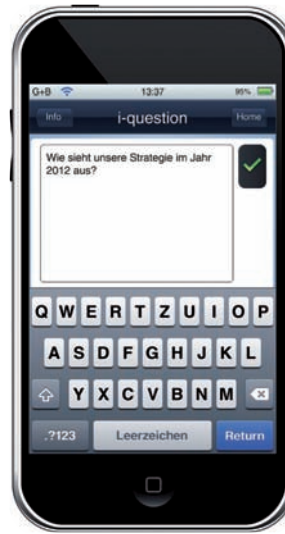 G+B 13:37 95%
Info i-question Home
Wie sieht unsere Strategie im Jahr
2012 aus?
Q W E R T Z U I O P
A S D F G H J K L
Y X C V B N M
.?123 Leerzeichen Return